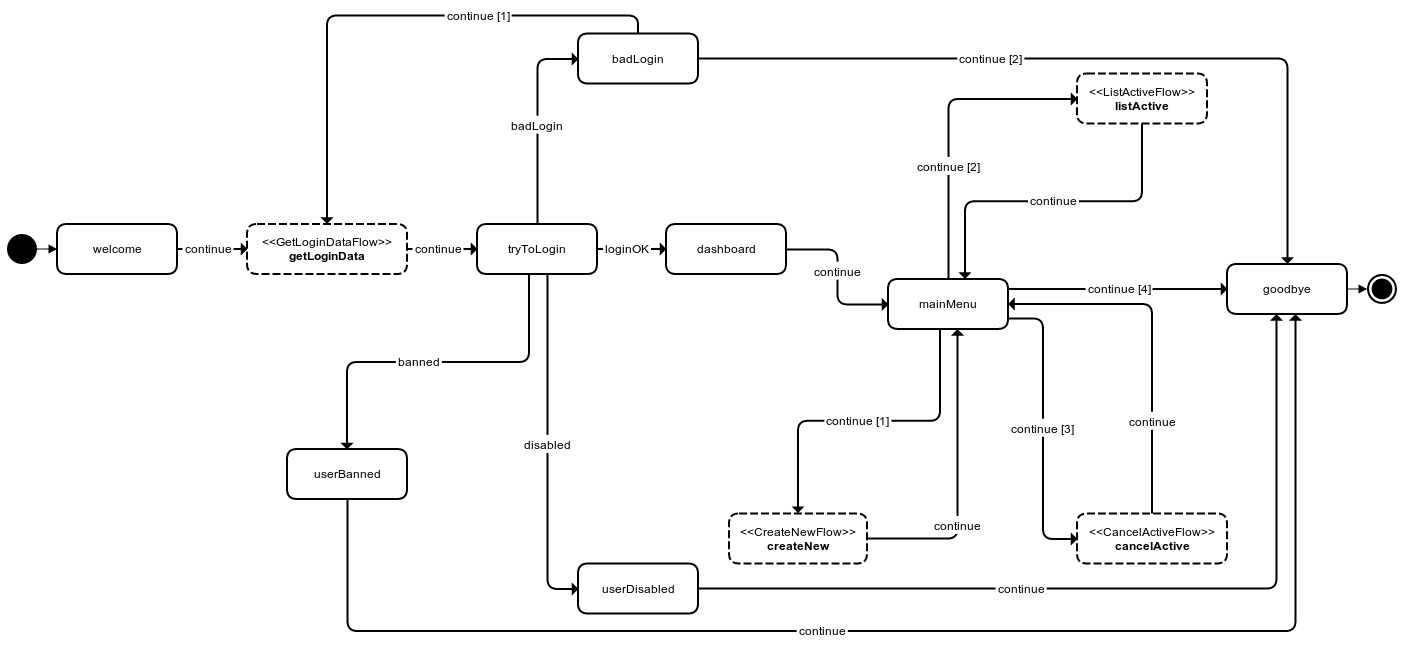 continue [1]
badLogin
continue [2]
<<ListActiveFlow>>
listActive
badLogin
continue [2]
continue
welcome
continue
<<GetLoginDataFlow>>
getLoginData
continue
tryToLogin
loginOK
dashboard
continue
mainMenu
continue [4]
goodbye
banned
continue [1]
continue [3]
continue
disabled
userBanned
continue
<<CreateNewFlow>>
createNew
<<CancelActiveFlow>>
cancelActive
userDisabled
continue
continue